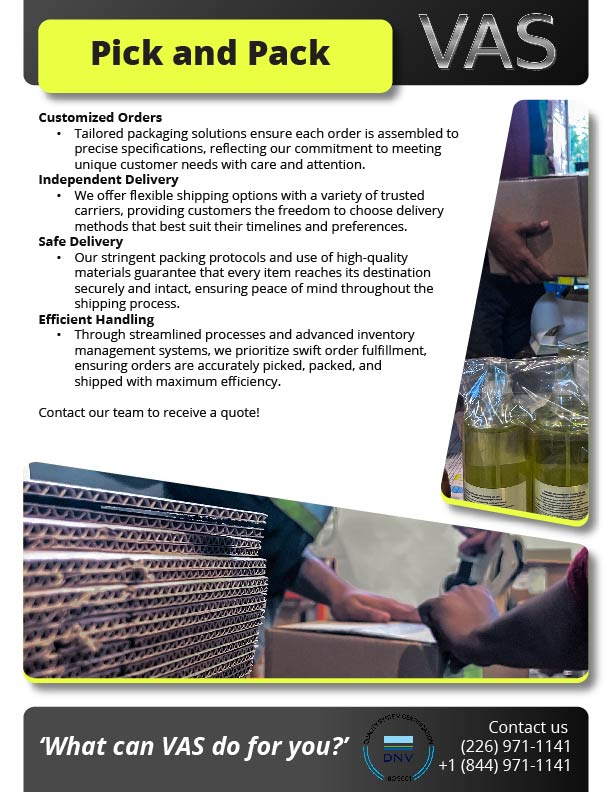 Pick and Pack
VAS
Customized Orders
• Tailored packaging solutions ensure each order is assembled to
precise specifications, reflecting our commitment to meeting
unique customer needs with care and attention.
Independent Delivery
• We offer flexible shipping options with a variety of trusted
carriers, providing customers the freedom to choose delivery
methods that best suit their timelines and preferences.
Safe Delivery
• Our stringent packing protocols and use of high-quality
materials guarantee that every item reaches its destination
securely and intact, ensuring peace of mind throughout the
shipping process.
Efficient Handling
• Through streamlined processes and advanced inventory
management systems, we prioritize swift order fulfillment,
ensuring orders are accurately picked, packed, and
shipped with maximum efficiency.
Contact our team to receive a quote!
‘What can VAS do for you?’
DNV
ISO 9001
Contact us
(226) 971-1141
+1 (844) 971-1141